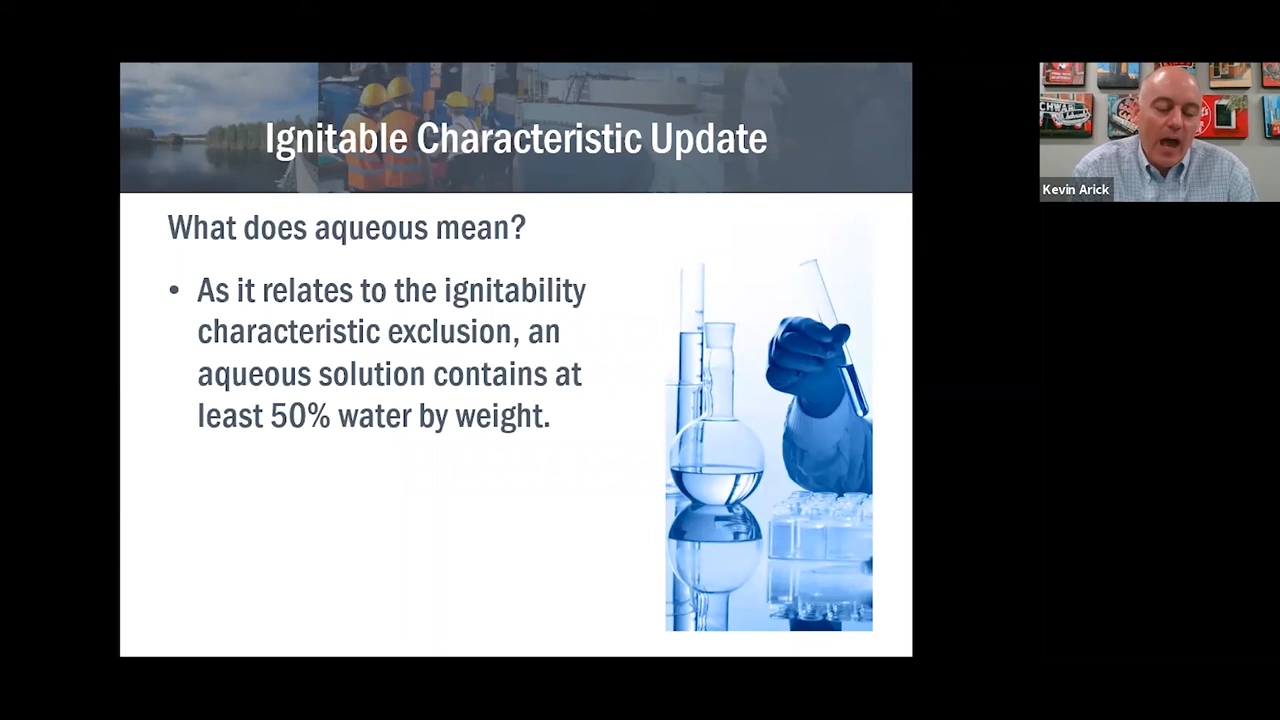 Ignitable Characteristic Update
What does aqueous mean?
• As it relates to the ignitability
characteristic exclusion, an
aqueous solution contains at
least 50% water by weight.
Kevin Arick